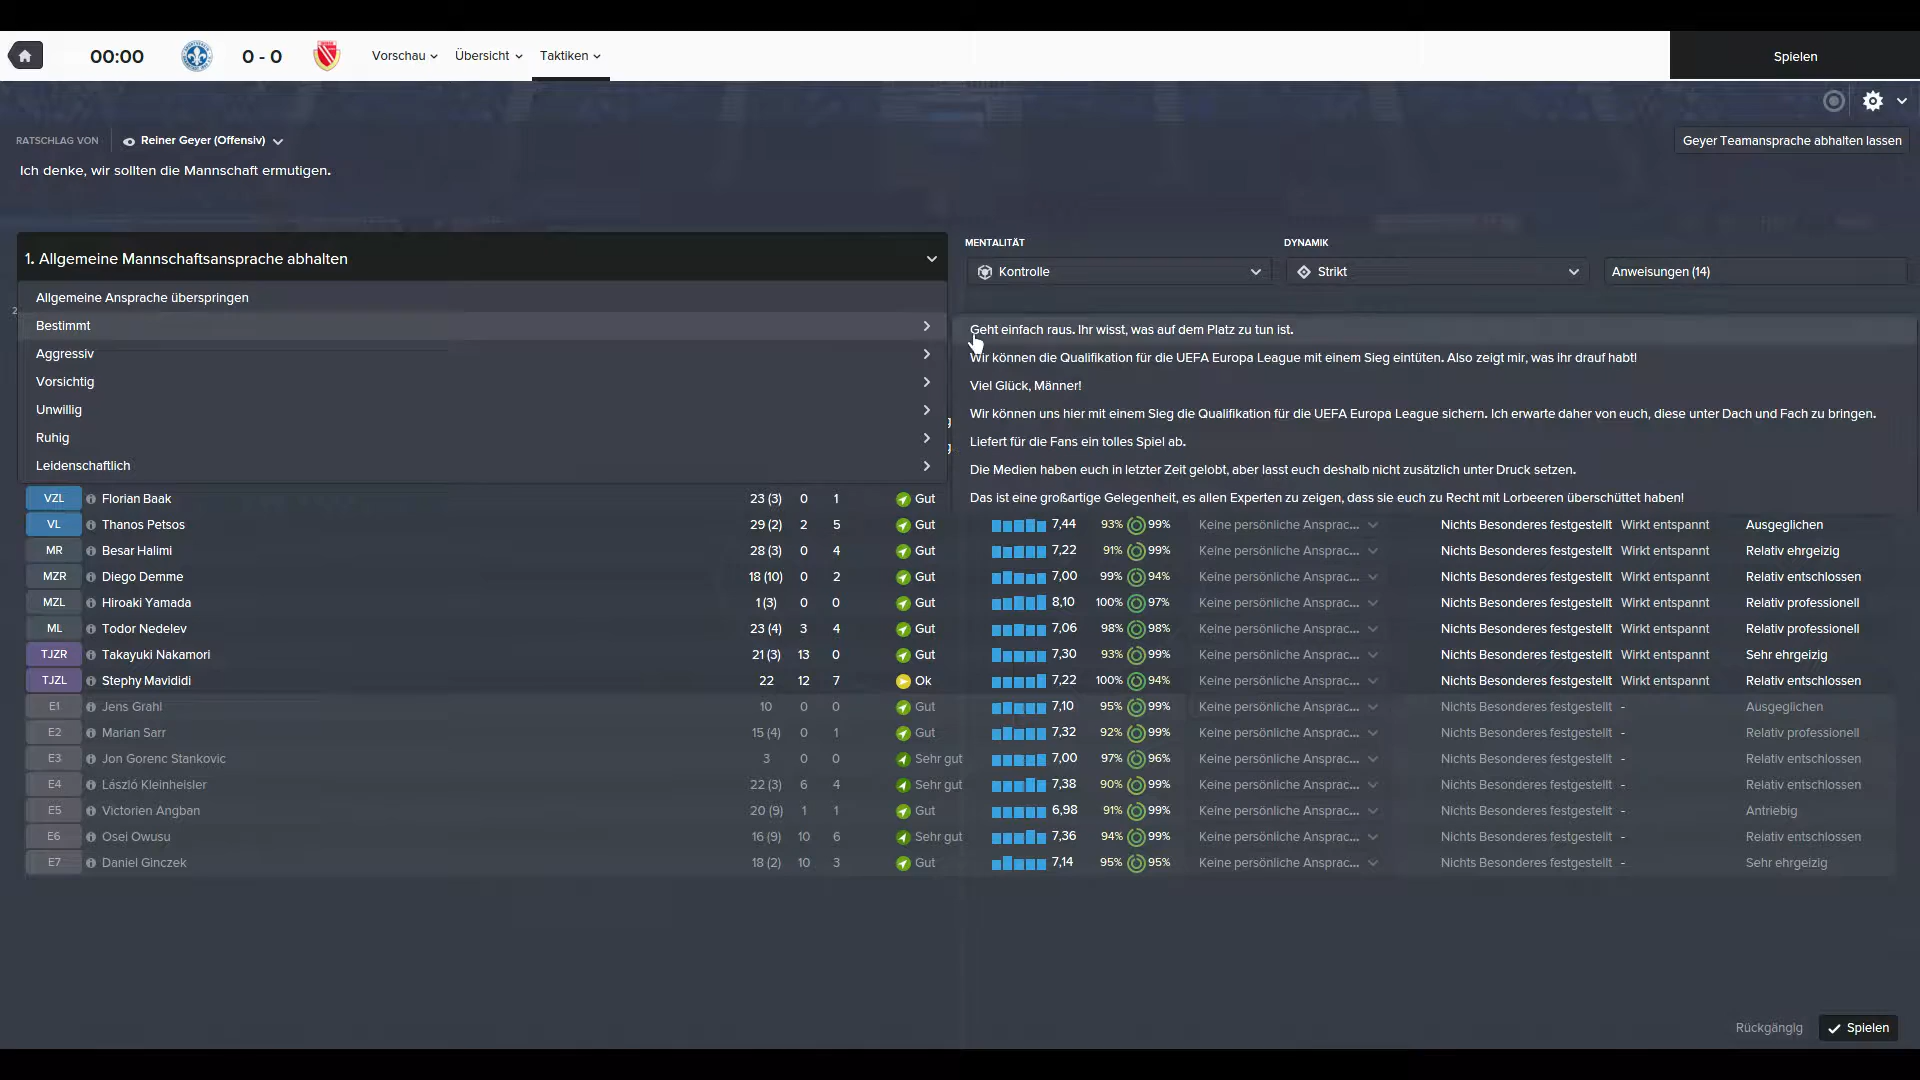 00:00 0 - 0 Vorschau Übersicht Taktiken Spielen
RATSCHLAG VON Reiner Geyer (Offensiv) Geyer Teamansprache abhalten lassen
Ich denke, wir sollten die Mannschaft ermutigen.
MENTALITÄT DYNAMIK
1. Allgemeine Mannschaftsansprache abhalten Kontrolle Strikt Anweisungen (14)
Allgemeine Ansprache überspringen
Bestimmt
Aggressiv
Vorsichtig
Unwillig
Ruhig
Leidenschaftlich
Geht einfach raus. Ihr wisst, was auf dem Platz zu tun ist.
Wir können die Qualifikation für die UEFA Europa League mit einem Sieg eintüten. Also zeigt mir, was ihr drauf habt!
Viel Glück, Männer!
Wir können uns hier mit einem Sieg die Qualifikation für die UEFA Europa League sichern. Ich erwarte daher von euch, diese unter Dach und Fach zu bringen.
Liefert für die Fans ein tolles Spiel ab.
Die Medien haben euch in letzter Zeit gelobt, aber lasst euch deshalb nicht zusätzlich unter Druck setzen.
Das ist eine großartige Gelegenheit, es allen Experten zu zeigen, dass sie euch zu Recht mit Lorbeeren überschüttet haben!
VZL Florian Baak 23 (3) 0 1 Gut
VL Thanos Petsos 29 (2) 2 5 Gut 7,44 93% 99% Keine persönliche Ansprac... Nichts Besonderes festgestellt Wirkt entspannt Ausgeglichen
MR Besar Halimi 28 (3) 0 4 Gut 7,22 91% 99% Keine persönliche Ansprac... Nichts Besonderes festgestellt Wirkt entspannt Relativ ehrgeizig
MZR Diego Demme 18 (10) 0 2 Gut 7,00 99% 94% Keine persönliche Ansprac... Nichts Besonderes festgestellt Wirkt entspannt Relativ entschlossen
MZL Hiroaki Yamada 1 (3) 0 0 Gut 8,10 100% 97% Keine persönliche Ansprac... Nichts Besonderes festgestellt Wirkt entspannt Relativ professionell
ML Todor Nedelev 23 (4) 3 4 Gut 7,06 98% 98% Keine persönliche Ansprac... Nichts Besonderes festgestellt Wirkt entspannt Relativ professionell
TJZR Takayuki Nakamori 21 (3) 13 0 Gut 7,30 93% 99% Keine persönliche Ansprac... Nichts Besonderes festgestellt Wirkt entspannt Sehr ehrgeizig
TJZL Stephy Mavididi 22 12 7 Ok 7,22 100% 94% Keine persönliche Ansprac... Nichts Besonderes festgestellt Wirkt entspannt Relativ entschlossen
E1 Jens Grahl 10 0 0 Gut 7,10 95% 99% Keine persönliche Ansprac... Nichts Besonderes festgestellt - Ausgeglichen
E2 Marian Sarr 15 (4) 0 1 Gut 7,32 92% 99% Keine persönliche Ansprac... Nichts Besonderes festgestellt - Relativ professionell
E3 Jon Gorenc Stankovic 3 0 0 Sehr gut 7,00 97% 96% Keine persönliche Ansprac... Nichts Besonderes festgestellt - Relativ entschlossen
E4 László Kleinheisler 22 (3) 6 4 Sehr gut 7,38 90% 99% Keine persönliche Ansprac... Nichts Besonderes festgestellt - Relativ entschlossen
E5 Victorien Angban 20 (9) 1 1 Gut 6,98 91% 99% Keine persönliche Ansprac... Nichts Besonderes festgestellt - Antriebig
E6 Osei Owusu 16 (9) 10 6 Sehr gut 7,36 94% 99% Keine persönliche Ansprac... Nichts Besonderes festgestellt - Relativ entschlossen
E7 Daniel Ginczek 18 (2) 10 3 Gut 7,14 95% 95% Keine persönliche Ansprac... Nichts Besonderes festgestellt - Sehr ehrgeizig
Rückgängig Spielen